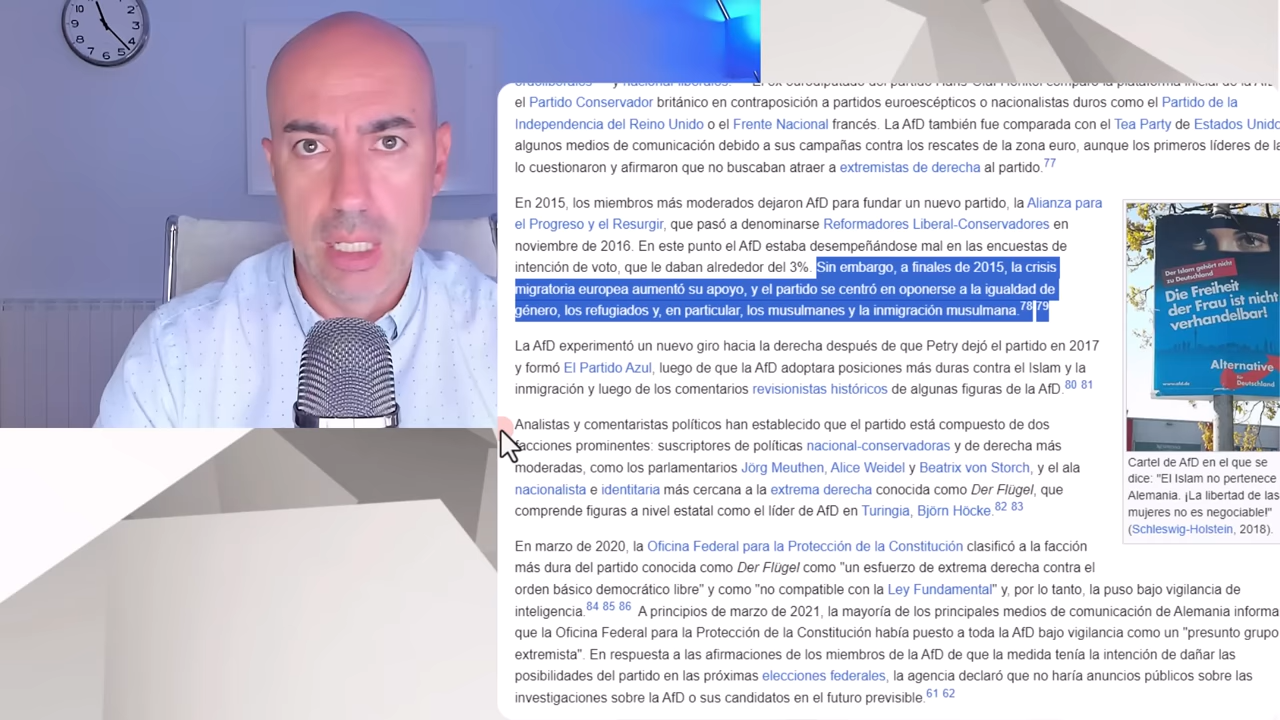 10
9
8
7
6
5
4
el Partido Conservador británico en contraposición a partidos euroescépticos o nacionalistas duros como el Partido de la
Independencia del Reino Unido o el Frente Nacional francés. La AfD también fue comparada con el Tea Party de Estados Unido
algunos medios de comunicación debido a sus campañas contra los rescates de la zona euro, aunque los primeros líderes de la
lo cuestionaron y afirmaron que no buscaban atraer a extremistas de derecha al partido.77
En 2015, los miembros más moderados dejaron AfD para fundar un nuevo partido, la Alianza para
el Progreso y el Resurgir, que pasó a denominarse Reformadores Liberal-Conservadores en
noviembre de 2016. En este punto el AfD estaba desempeñándose mal en las encuestas de
intención de voto, que le daban alrededor del 3%. Sin embargo, a finales de 2015, la crisis
migratoria europea aumentó su apoyo, y el partido se centró en oponerse a la igualdad de
género, los refugiados y, en particular, los musulmanes y la inmigración musulmana.78 79
La AfD experimentó un nuevo giro hacia la derecha después de que Petry dejó el partido en 2017
y formó El Partido Azul, luego de que la AfD adoptara posiciones más duras contra el Islam y la
inmigración y luego de los comentarios revisionistas históricos de algunas figuras de la AfD.80 81
Analistas y comentaristas políticos han establecido que el partido está compuesto de dos
facciones prominentes: suscriptores de políticas nacional-conservadoras y de derecha más
moderadas, como los parlamentarios Jörg Meuthen, Alice Weidel y Beatrix von Storch, y el ala
nacionalista e identitaria más cercana a la extrema derecha conocida como Der Flügel, que
comprende figuras a nivel estatal como el líder de AfD en Turingia, Björn Höcke.82 83
En marzo de 2020, la Oficina Federal para la Protección de la Constitución clasificó a la facción
más dura del partido conocida como Der Flügel como "un esfuerzo de extrema derecha contra el
orden básico democrático libre" y como "no compatible con la Ley Fundamental" y, por lo tanto, la puso bajo vigilancia de
inteligencia.84 85 86 A principios de marzo de 2021, la mayoría de los principales medios de comunicación de Alemania informa
que la Oficina Federal para la Protección de la Constitución había puesto a toda la AfD bajo vigilancia como un "presunto grupo
extremista". En respuesta a las afirmaciones de los miembros de la AfD de que la medida tenía la intención de dañar las
posibilidades del partido en las próximas elecciones federales, la agencia declaró que no haría anuncios públicos sobre las
investigaciones sobre la AfD o sus candidatos en el futuro previsible.61 62
Der Islam gehört nicht
zu Deutschland
Die Freiheit
der Frau ist nicht
verhandelbar!
Alternative
für
Deutschland
www.afd.de
Cartel de AfD en el que se
dice: "El Islam no pertenece
Alemania. ¡La libertad de las
mujeres no es negociable!"
(Schleswig-Holstein, 2018).